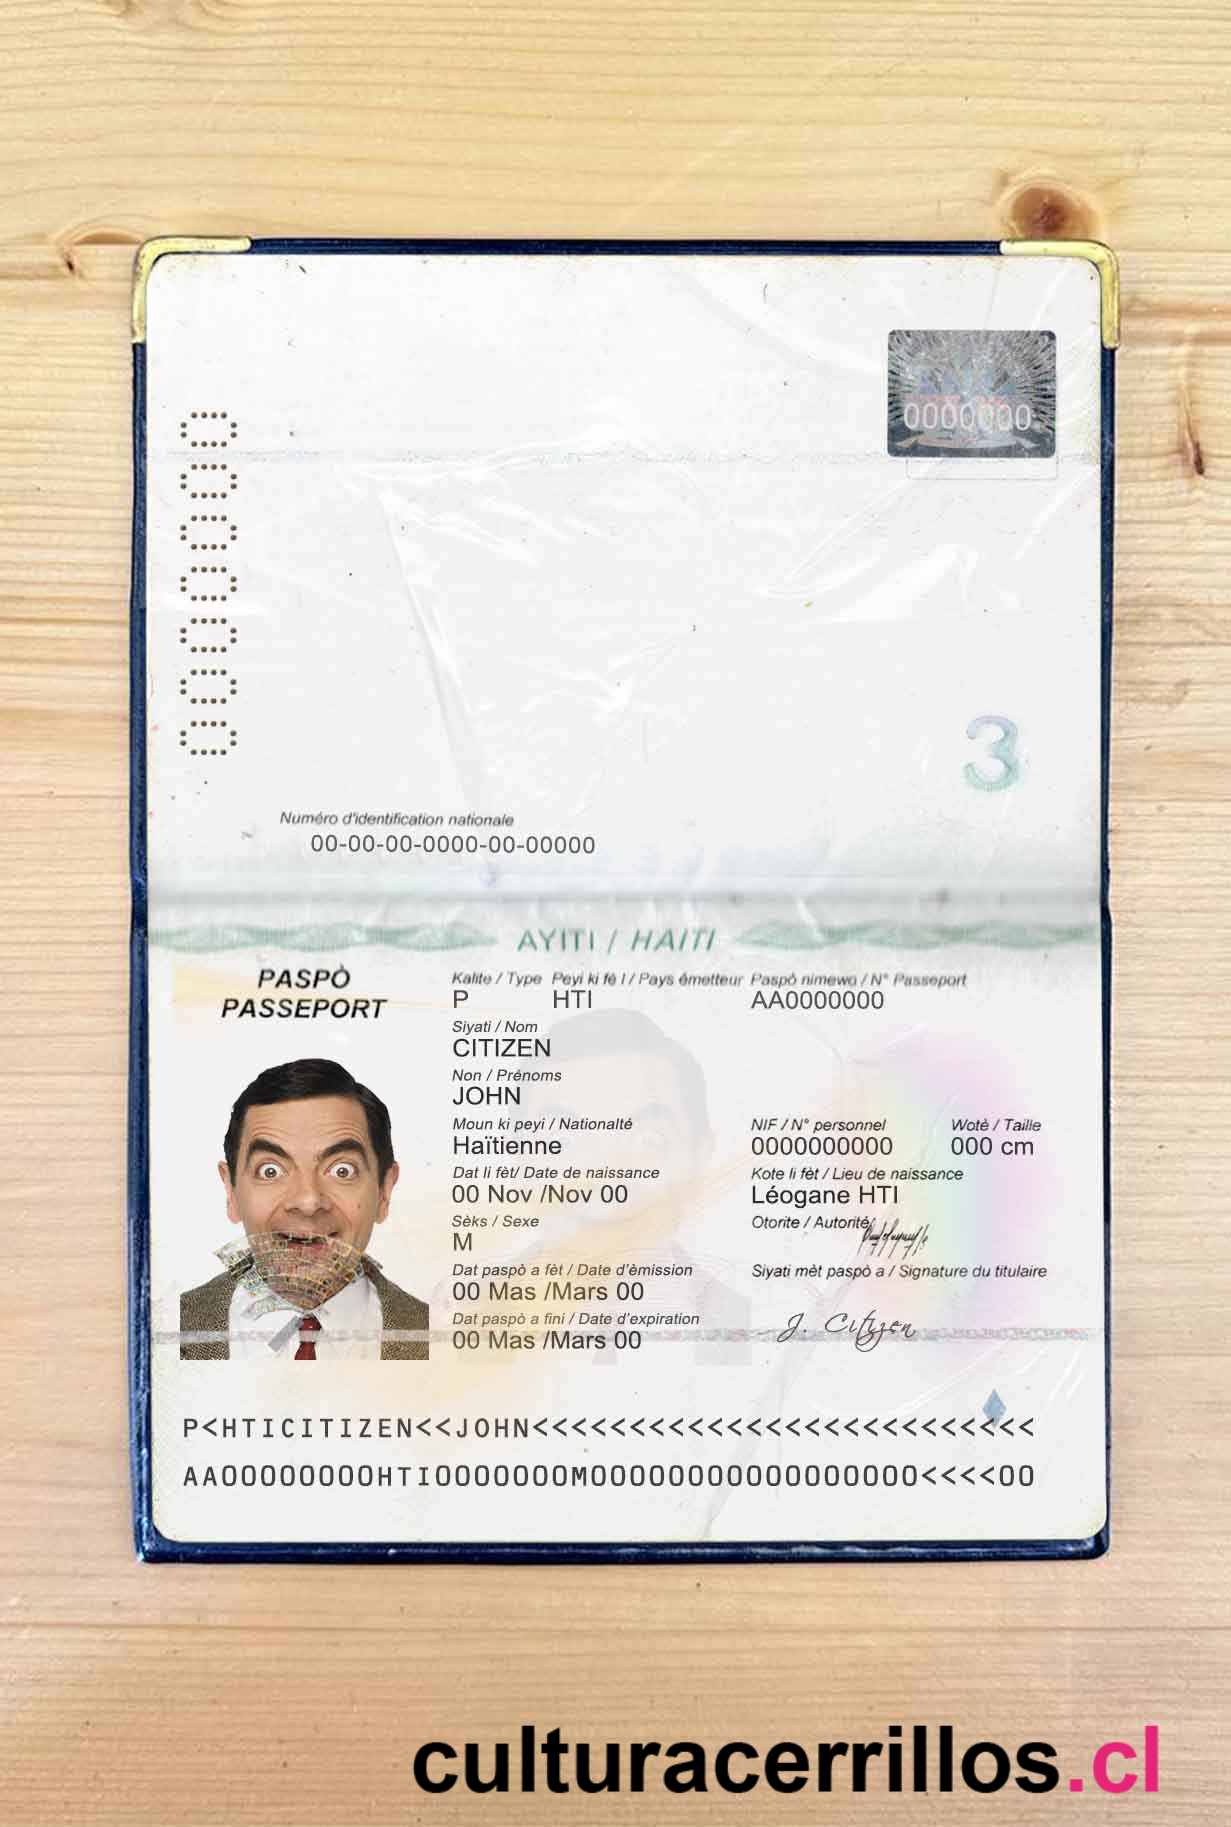 0000000
0000000
3
Numéro d'identification nationale
00-00-00-0000-00-00000
AYITI / HAITI
PASPÒ
PASSEPORT
Kalite / Type Peyi ki fè l / Pays émetteur Paspò nimewo / N° Passeport
P HTI AA0000000
Siyati / Nom
CITIZEN
Non / Prénoms
JOHN
Moun ki peyi / Nationalté NIF / N° personnel Wotè / Taille
Haïtienne 0000000000 000 cm
Dat li fèt/ Date de naissance Kote li fèt / Lieu de naissance
00 Nov /Nov 00 Léogane HTI
Sèks / Sexe Otorite / Autorité
M
Dat paspò a fèt / Date d'èmission Siyati mèt paspò a / Signature du titulaire
00 Mas /Mars 00
Dat paspò a fini / Date d'expiration J. Citizen
00 Mas /Mars 00
P<HTICITIZEN<<JOHN<<<<<<<<<<<<<<<<<<<<<<<<<<
AA00000000HTI0000000M00000000000000000<<<<00
culturacerrillos.cl